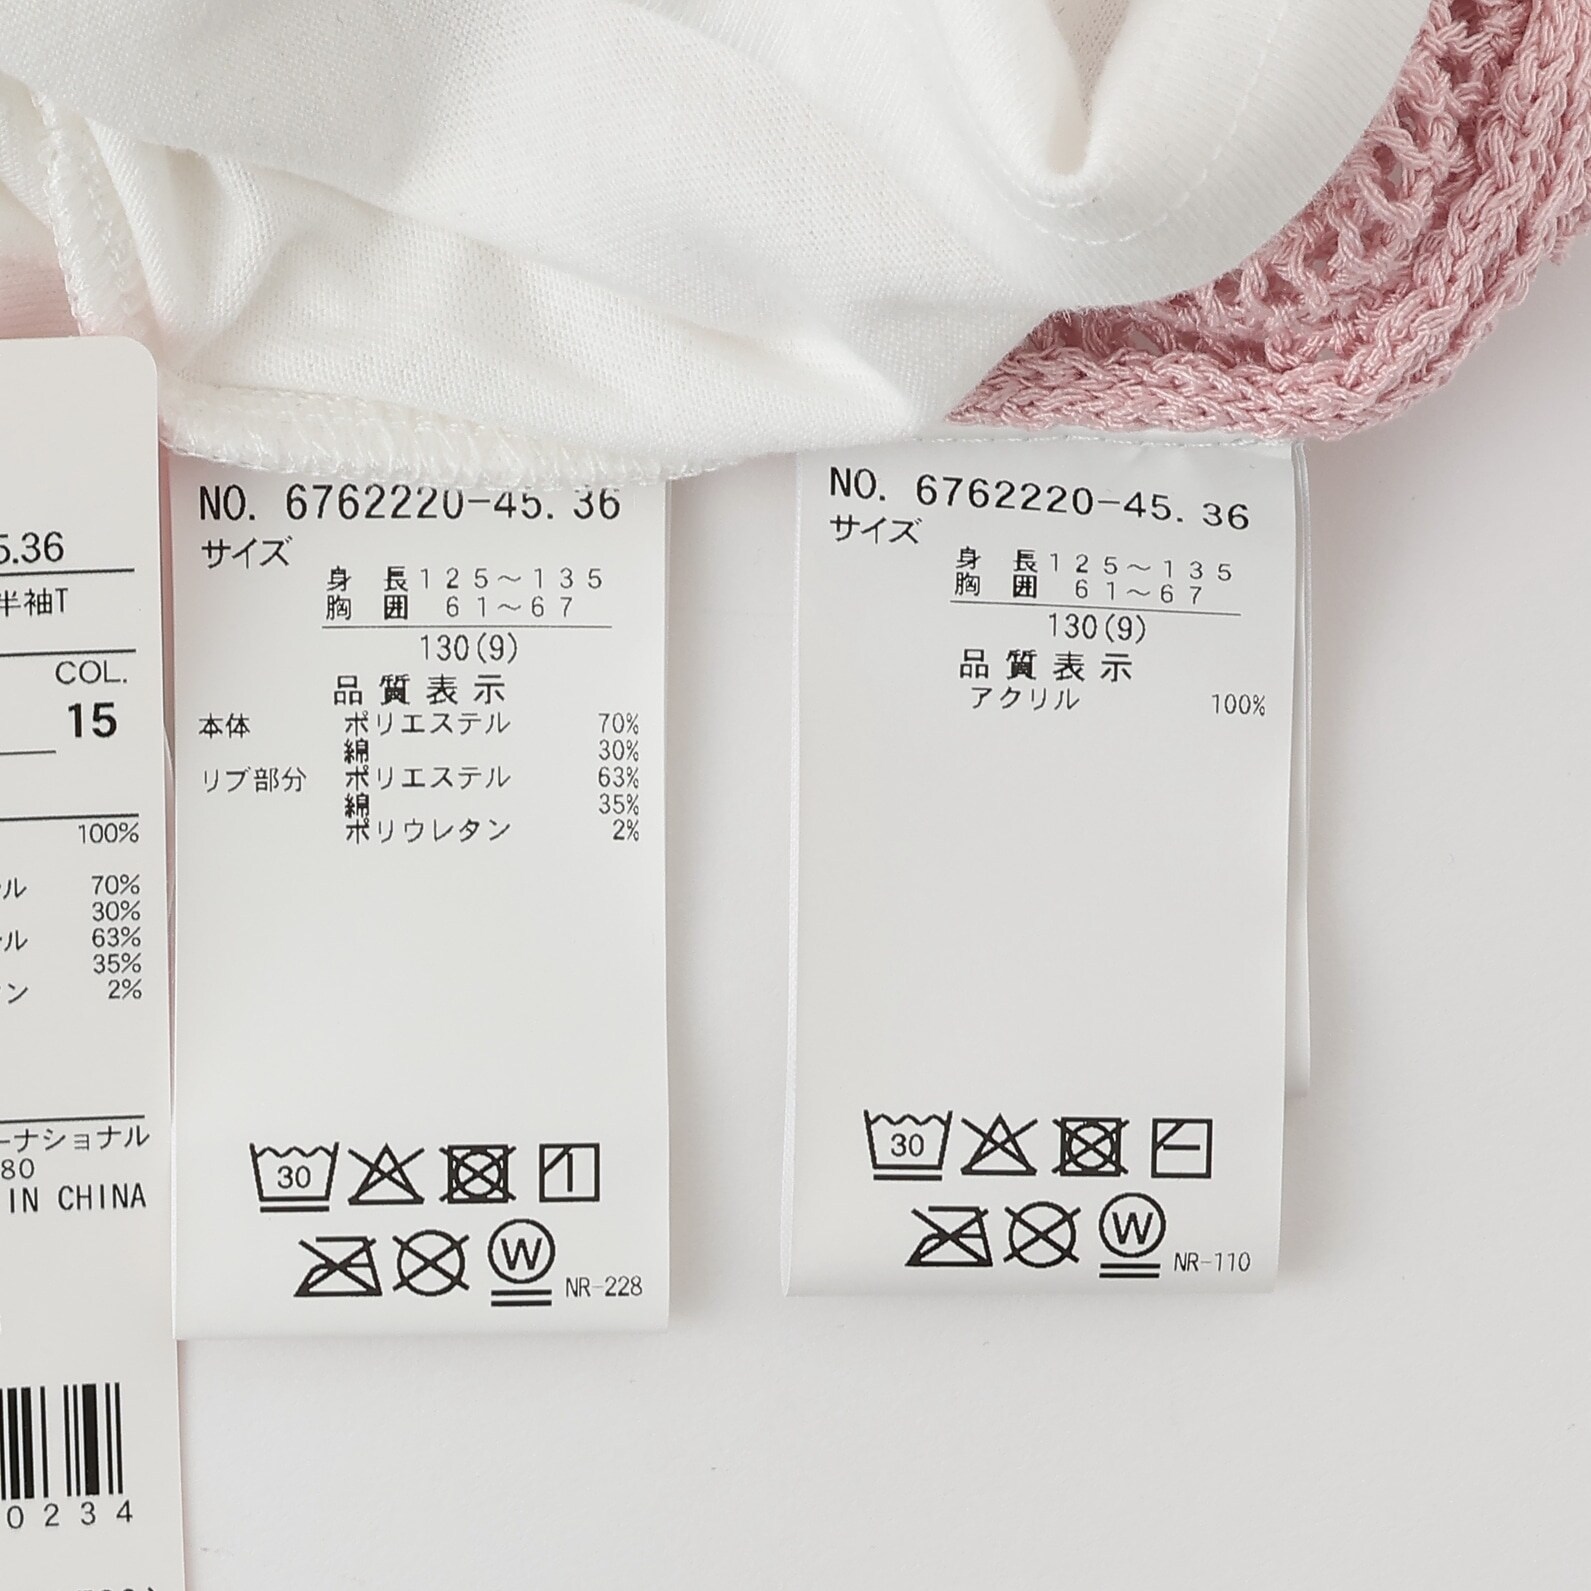 5.36
半袖T
COL.
15
100%
ル 70%
30%
ル 63%
35%
ン 2%
ーナショナル
80
IN CHINA
0234
NO. 6762220-45.36
サイズ
身 長 125～135
胸 囲 61～67
130(9)
品質表示
本体 ポリエステル 70%
綿 30%
リブ部分 ポリエステル 63%
綿 35%
ポリウレタン 2%
30
W NR-228
NO. 6762220-45.36
サイズ
身 長 125～135
胸 囲 61～67
130(9)
品質表示
アクリル 100%
30
W NR-110